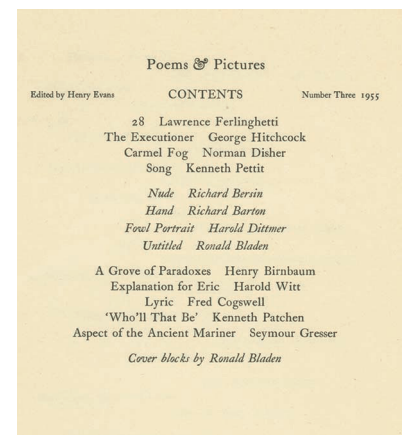 Poems & Pictures
Edited by Henry Evans CONTENTS Number Three 1955
28 Lawrence Ferlinghetti
The Executioner George Hitchcock
Carmel Fog Norman Disher
Song Kenneth Pettit
Nude Richard Bersin
Hand Richard Barton
Fowl Portrait Harold Dittmer
Untitled Ronald Bladen
A Grove of Paradoxes Henry Birnbaum
Explanation for Eric Harold Witt
Lyric Fred Cogswell
‘Who’ll That Be’ Kenneth Patchen
Aspect of the Ancient Mariner Seymour Gresser
Cover blocks by Ronald Bladen